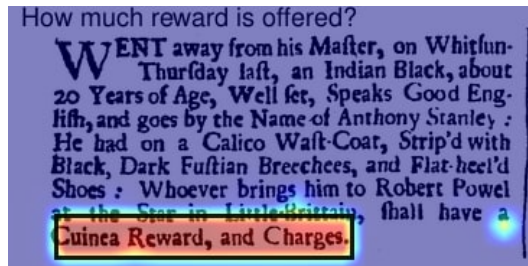 How much reward is offered?
WENT away from his Maſter, on Whitſun-
Thurſday laſt, an Indian Black, about
20 Years of Age, Well ſet, Speaks Good Eng-
liſh, and goes by the Name of Anthony Stanley :
He had on a Calico Waſt-Coat, Strip'd with
Black, Dark Fuſtian Breeches, and Flat-heel'd
Shoes : Whoever brings him to Robert Powel
at the Star in Little-Brittain, ſhall have a
Guinea Reward, and Charges.